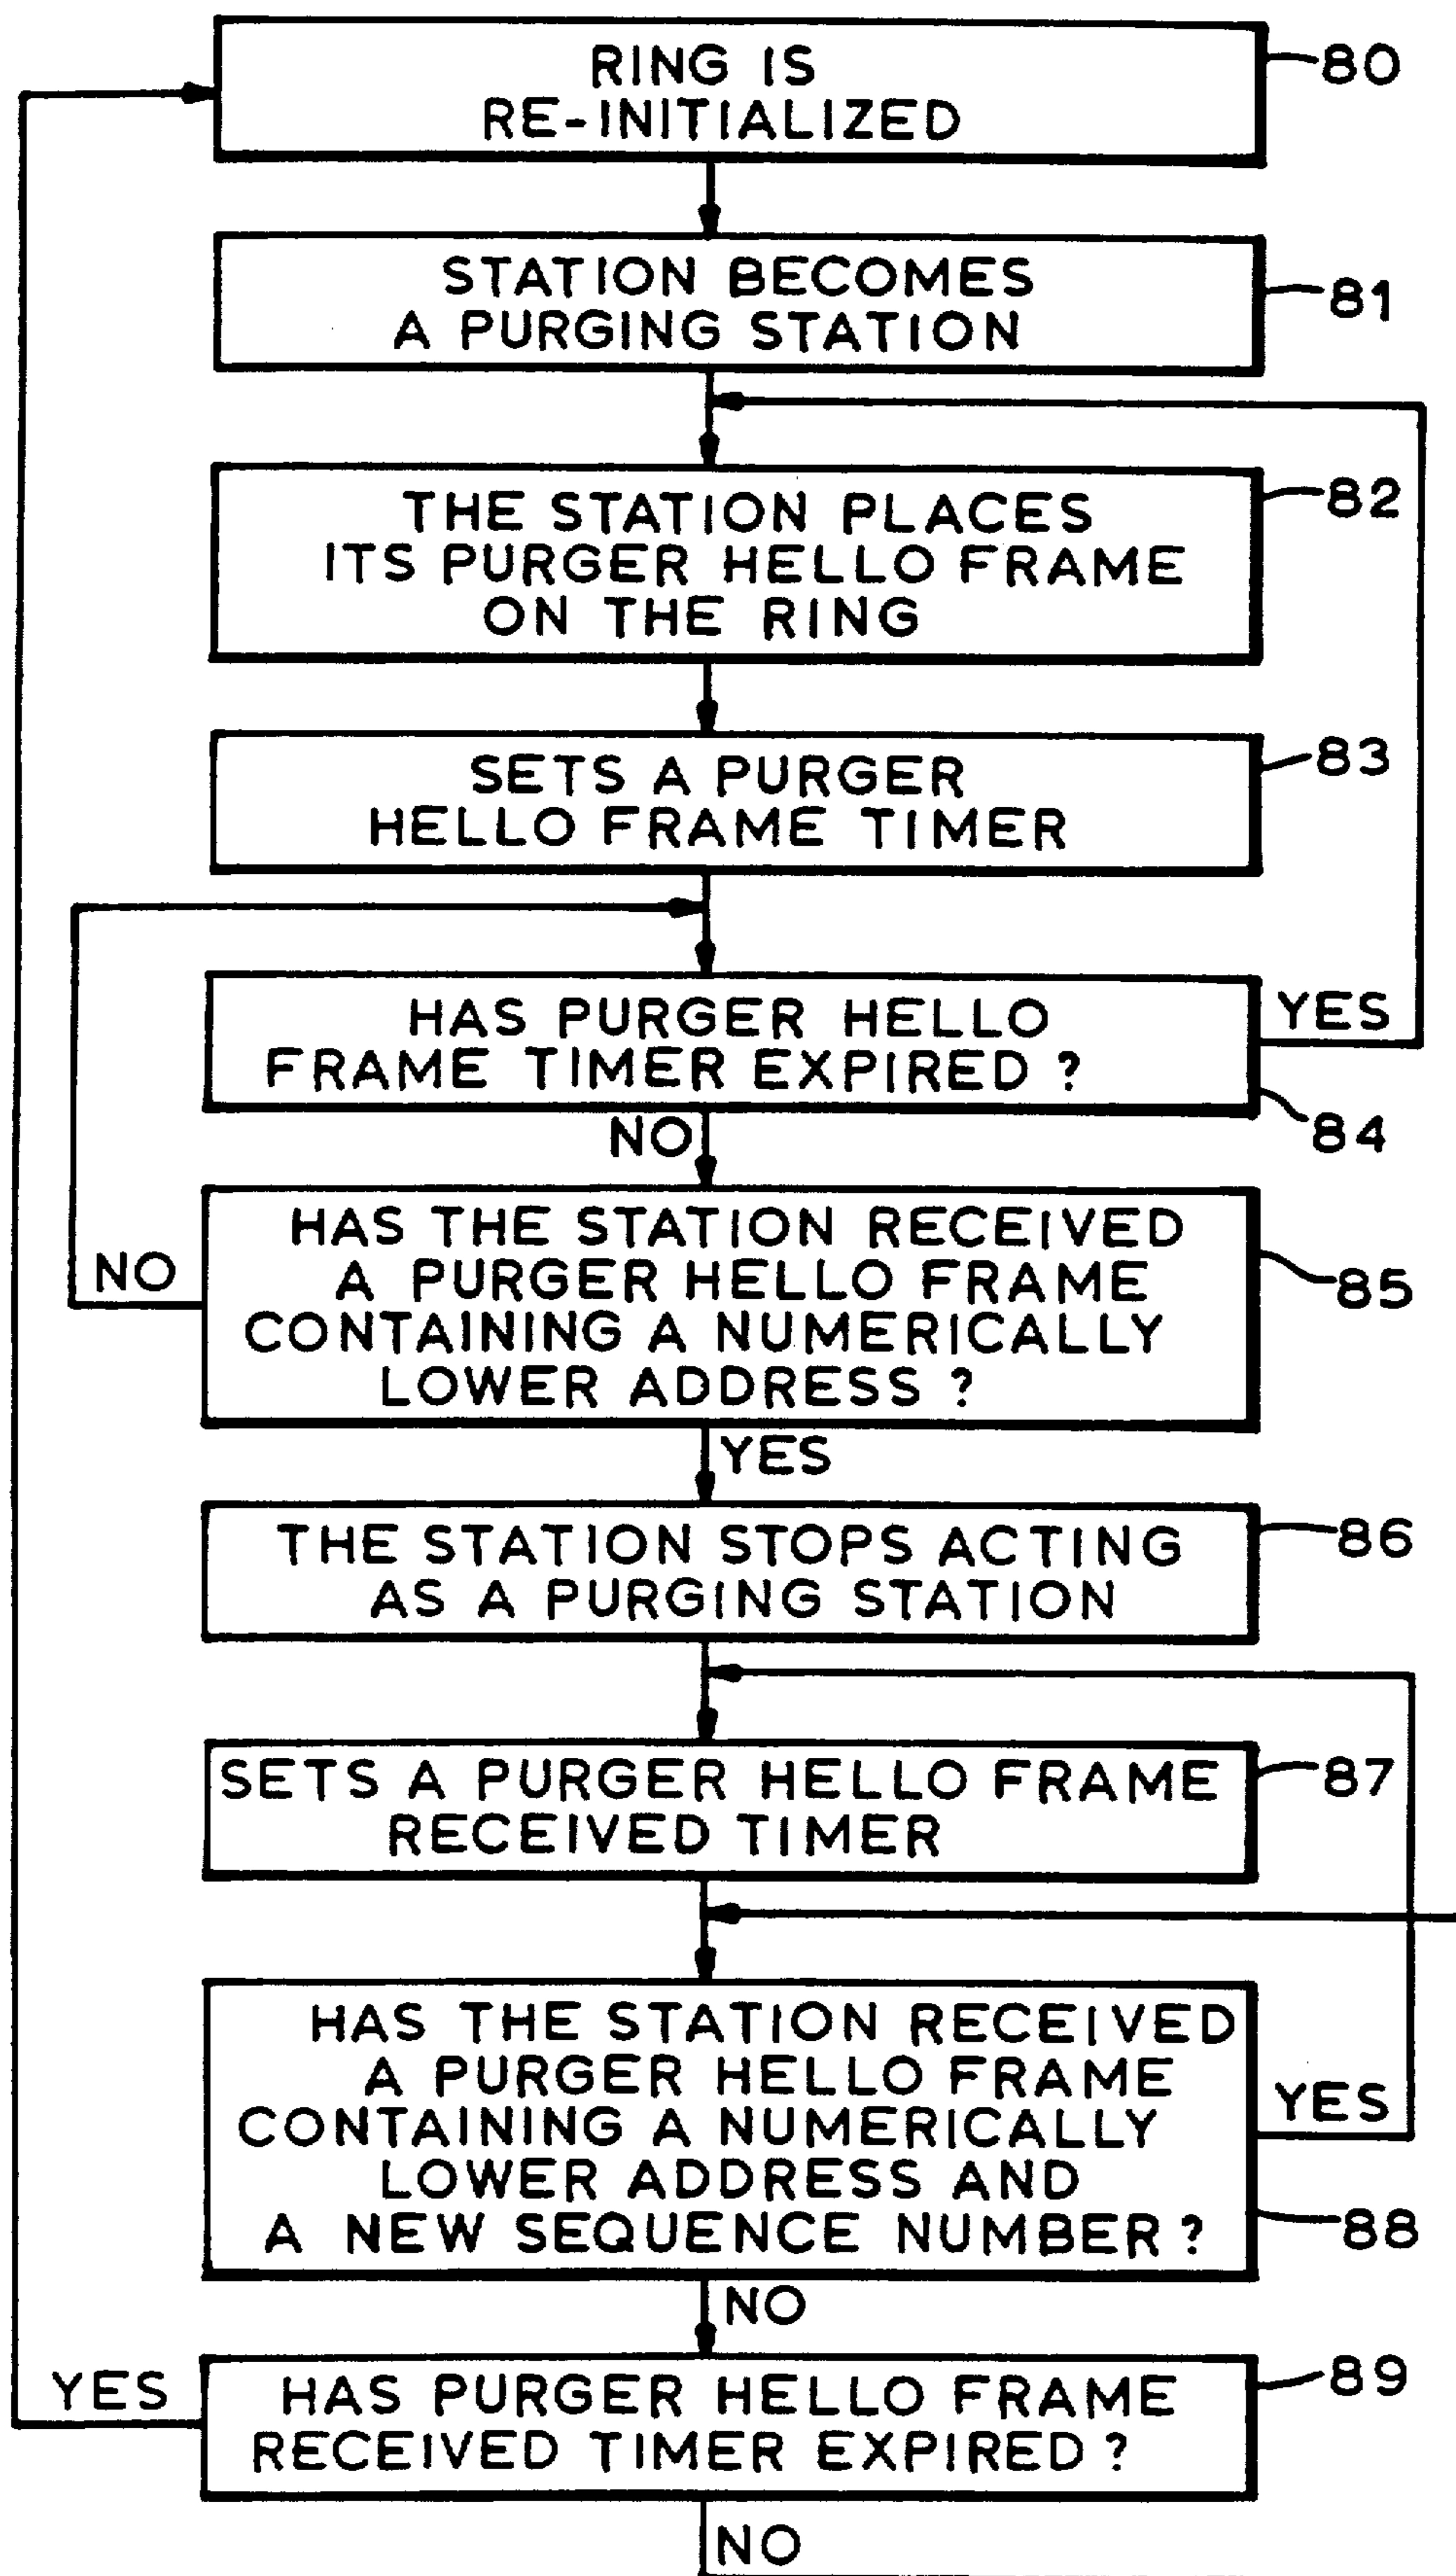 RING IS
RE-INITIALIZED
80
STATION BECOMES
A PURGING STATION
81
THE STATION PLACES
ITS PURGER HELLO FRAME
ON THE RING
82
SETS A PURGER
HELLO FRAME TIMER
83
HAS PURGER HELLO
FRAME TIMER EXPIRED ?
YES
84
NO
HAS THE STATION RECEIVED
A PURGER HELLO FRAME
CONTAINING A NUMERICALLY
LOWER ADDRESS ?
NO
85
YES
THE STATION STOPS ACTING
AS A PURGING STATION
86
SETS A PURGER HELLO FRAME
RECEIVED TIMER
87
HAS THE STATION RECEIVED
A PURGER HELLO FRAME
CONTAINING A NUMERICALLY
LOWER ADDRESS AND
A NEW SEQUENCE NUMBER ?
YES
88
NO
HAS PURGER HELLO FRAME
RECEIVED TIMER EXPIRED ?
YES
89
NO